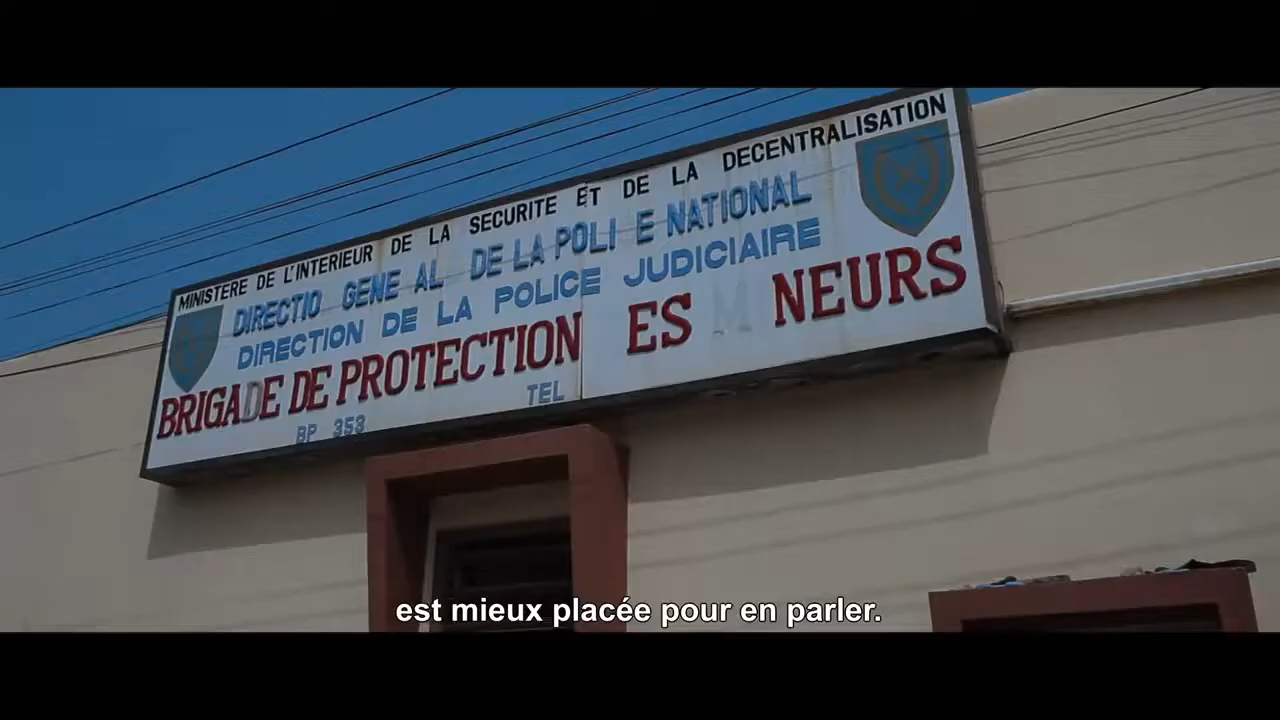 MINISTERE DE L'INTERIEUR DE LA SECURITE ET DE LA DECENTRALISATION
DIRECTIO GENE AL DE LA POLI E NATIONAL
DIRECTION DE LA POLICE JUDICIAIRE
BRIGADE DE PROTECTION ES M NEURS
BP 353 TEL
est mieux placée pour en parler.